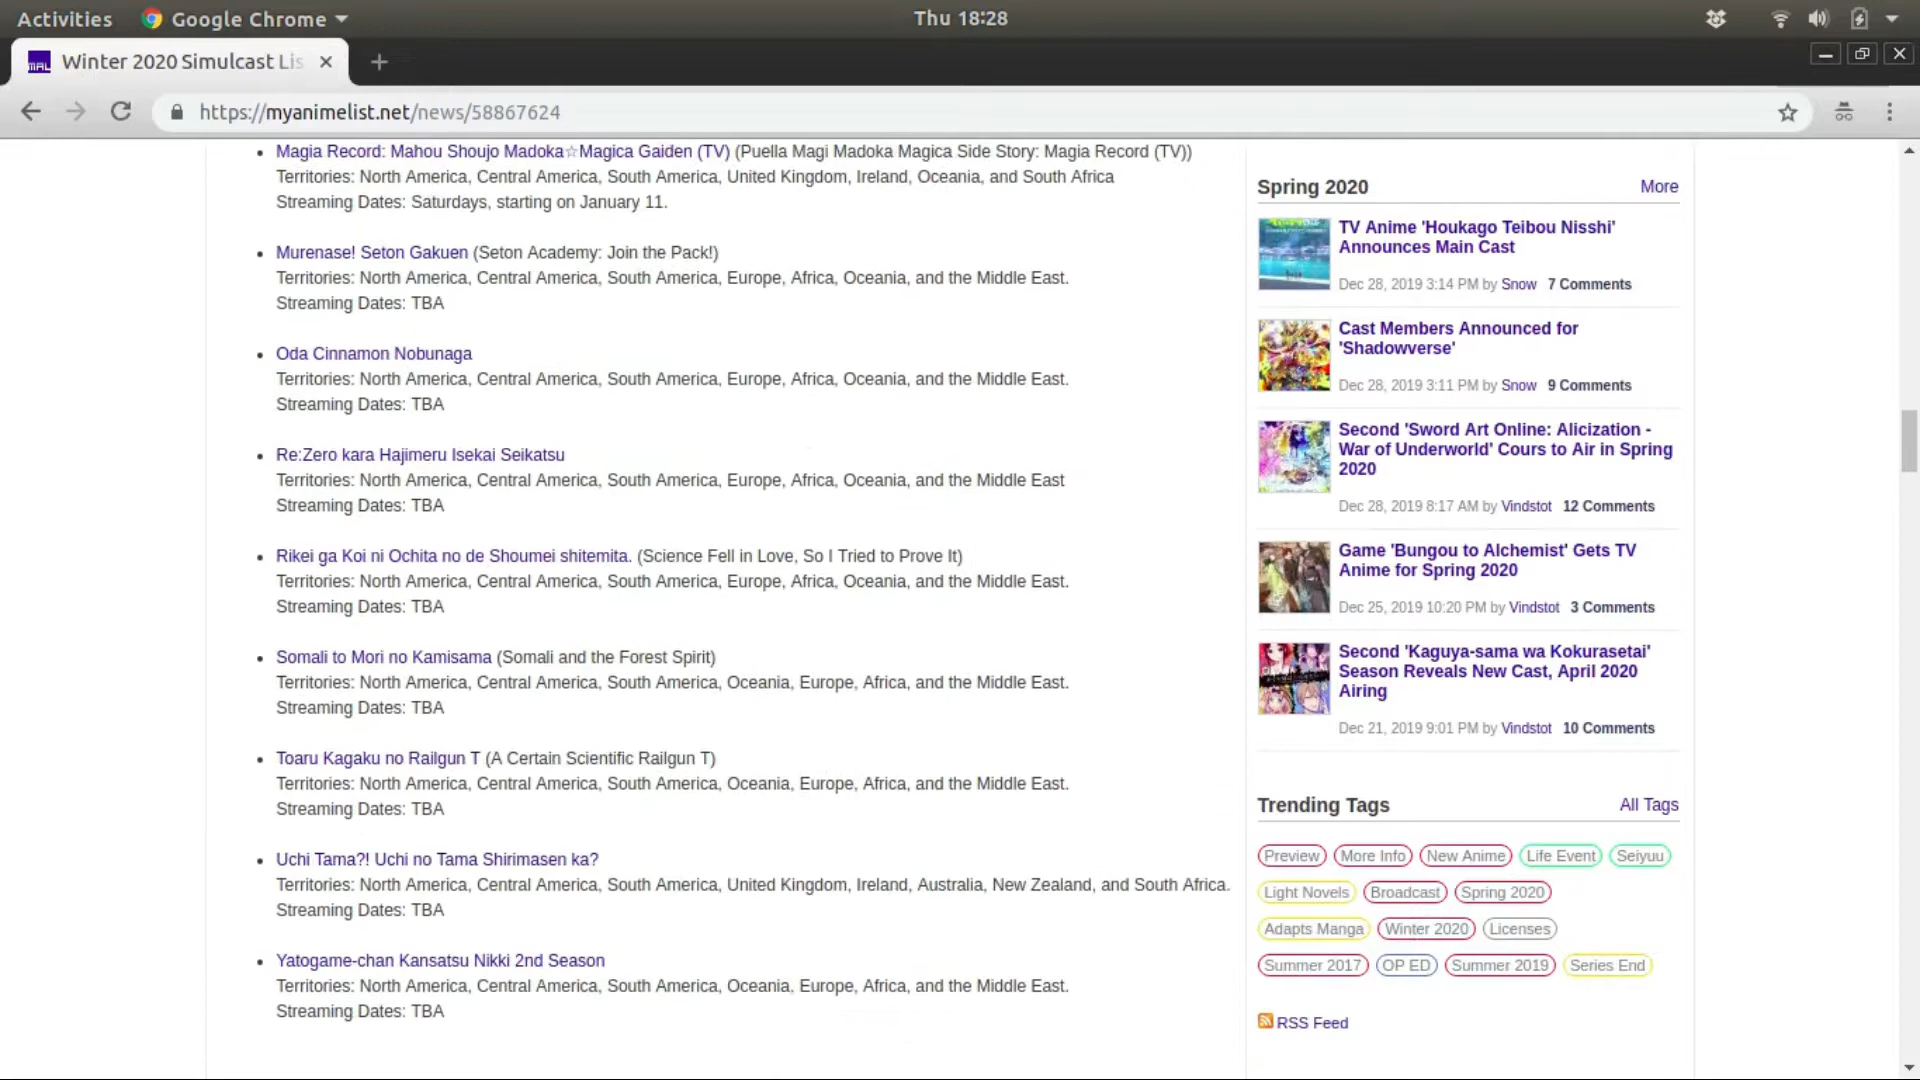 Activities
Google Chrome
Thu 18:28
Winter 2020 Simulcast Lis
https://myanimelist.net/news/58867624
Magia Record: Mahou Shoujo Madoka☆Magica Gaiden (TV) (Puella Magi Madoka Magica Side Story: Magia Record (TV))
Territories: North America, Central America, South America, United Kingdom, Ireland, Oceania, and South Africa
Streaming Dates: Saturdays, starting on January 11.
Murenase! Seton Gakuen (Seton Academy: Join the Pack!)
Territories: North America, Central America, South America, Europe, Africa, Oceania, and the Middle East.
Streaming Dates: TBA
Oda Cinnamon Nobunaga
Territories: North America, Central America, South America, Europe, Africa, Oceania, and the Middle East.
Streaming Dates: TBA
Re:Zero kara Hajimeru Isekai Seikatsu
Territories: North America, Central America, South America, Europe, Africa, Oceania, and the Middle East
Streaming Dates: TBA
Rikei ga Koi ni Ochita no de Shoumei shitemita. (Science Fell in Love, So I Tried to Prove It)
Territories: North America, Central America, South America, Europe, Africa, Oceania, and the Middle East.
Streaming Dates: TBA
Somali to Mori no Kamisama (Somali and the Forest Spirit)
Territories: North America, Central America, South America, Oceania, Europe, Africa, and the Middle East.
Streaming Dates: TBA
Toaru Kagaku no Railgun T (A Certain Scientific Railgun T)
Territories: North America, Central America, South America, Oceania, Europe, Africa, and the Middle East.
Streaming Dates: TBA
Uchi Tama?! Uchi no Tama Shirimasen ka?
Territories: North America, Central America, South America, United Kingdom, Ireland, Australia, New Zealand, and South Africa.
Streaming Dates: TBA
Yatogame-chan Kansatsu Nikki 2nd Season
Territories: North America, Central America, South America, Oceania, Europe, Africa, and the Middle East.
Streaming Dates: TBA
Spring 2020
More
TV Anime 'Houkago Teibou Nisshi'
Announces Main Cast
Dec 28, 2019 3:14 PM by Snow 7 Comments
Cast Members Announced for
'Shadowverse'
Dec 28, 2019 3:11 PM by Snow 9 Comments
Second 'Sword Art Online: Alicization -
War of Underworld' Cours to Air in Spring
2020
Dec 28, 2019 8:17 AM by Vindstot 12 Comments
Game 'Bungou to Alchemist' Gets TV
Anime for Spring 2020
Dec 25, 2019 10:20 PM by Vindstot 3 Comments
Second 'Kaguya-sama wa Kokurasetai'
Season Reveals New Cast, April 2020
Airing
Dec 21, 2019 9:01 PM by Vindstot 10 Comments
Trending Tags
All Tags
Preview More Info New Anime Life Event Seiyuu
Light Novels Broadcast Spring 2020
Adapts Manga Winter 2020 Licenses
Summer 2017 OP ED Summer 2019 Series End
RSS Feed